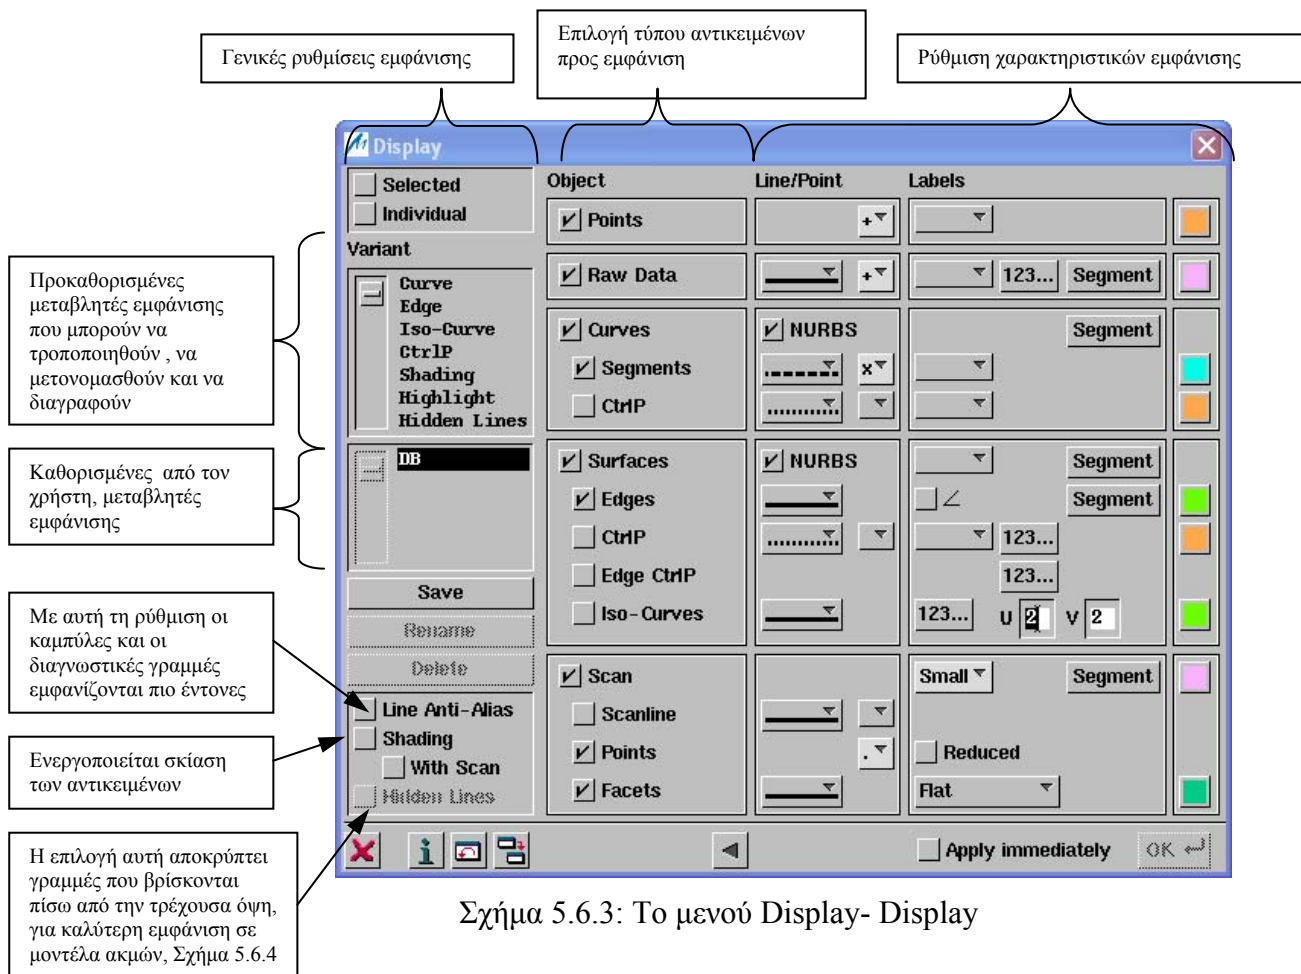 Γενικές ρυθμίσεις εμφάνισης
Επιλογή τύπου αντικειμένων
προς εμφάνιση
Ρύθμιση χαρακτηριστικών εμφάνισης
Display
Selected
Individual
Variant
Curve
Edge
Iso-Curve
CtrlP
Shading
Highlight
Hidden Lines
DB
Save
Rename
Delete
Line Anti-Alias
Shading
With Scan
Hidden Lines
Object
Line/Point
Labels
Points
+
Raw Data
+
123...
Segment
Curves
NURBS
Segment
Segments
x
CtrlP
Surfaces
NURBS
Segment
Edges
Segment
CtrlP
123...
Edge CtrlP
123...
Iso-Curves
123...
U 2
V 2
Scan
Small
Segment
Scanline
Points
.
Reduced
Facets
Flat
Apply immediately
OK
Προκαθορισμένες
μεταβλητές εμφάνισης
που μπορούν να
τροποποιηθούν , να
μετονομασθούν και να
διαγραφούν
Καθορισμένες από τον
χρήστη, μεταβλητές
εμφάνισης
Με αυτή τη ρύθμιση οι
καμπύλες και οι
διαγνωστικές γραμμές
εμφανίζονται πιο έντονες
Ενεργοποιείται σκίαση
των αντικειμένων
Η επιλογή αυτή αποκρύπτει
γραμμές που βρίσκονται
πίσω από την τρέχουσα όψη,
για καλύτερη εμφάνιση σε
μοντέλα ακμών, Σχήμα 5.6.4
Σχήμα 5.6.3: Το μενού Display- Display